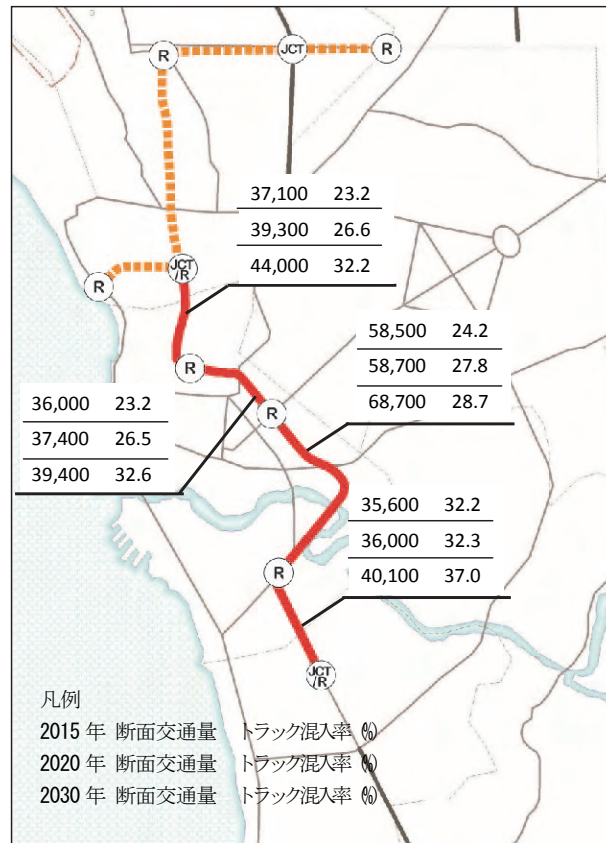 R
JCT
R
37,100 23.2
39,300 26.6
44,000 32.2
JCT
/R
R
58,500 24.2
58,700 27.8
68,700 28.7
R
36,000 23.2
37,400 26.5
39,400 32.6
R
35,600 32.2
36,000 32.3
40,100 37.0
R
JCT
/R
凡例
2015 年 断面交通量 トラック混入率 (%)
2020 年 断面交通量 トラック混入率 (%)
2030 年 断面交通量 トラック混入率 (%)